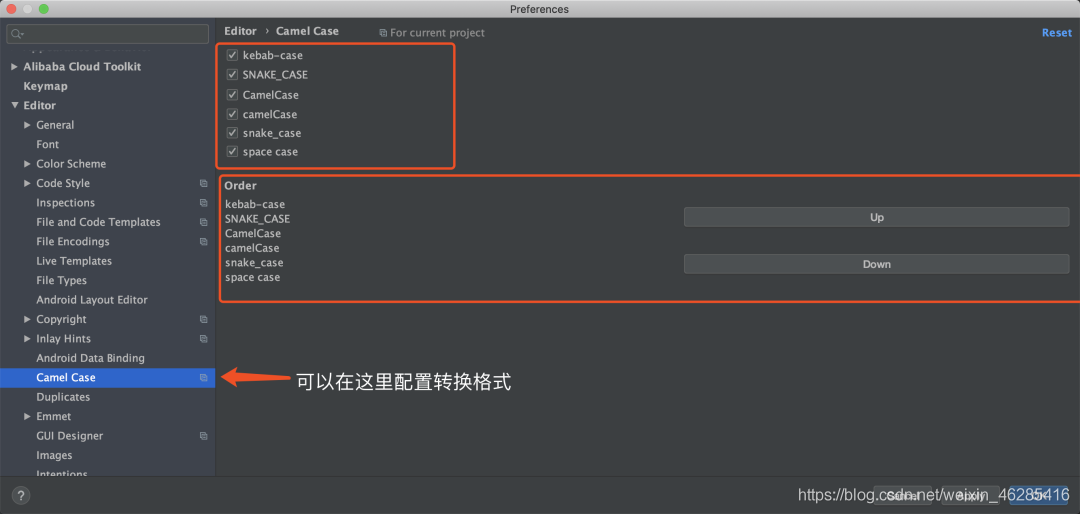 Preferences
Editor › Camel Case
For current project
Reset
Alibaba Cloud Toolkit
Keymap
Editor
General
Font
Color Scheme
Code Style
Inspections
File and Code Templates
File Encodings
Live Templates
File Types
Android Layout Editor
Copyright
Inlay Hints
Android Data Binding
Camel Case
Duplicates
Emmet
GUI Designer
Images
Intentions
kebab-case
SNAKE_CASE
CamelCase
camelCase
snake_case
space case
Order
kebab-case
SNAKE_CASE
CamelCase
camelCase
snake_case
space case
Up
Down
可以在这里配置转换格式
?
Cancel
Apply
OK
https://blog.csdn.net/weixin_46285416